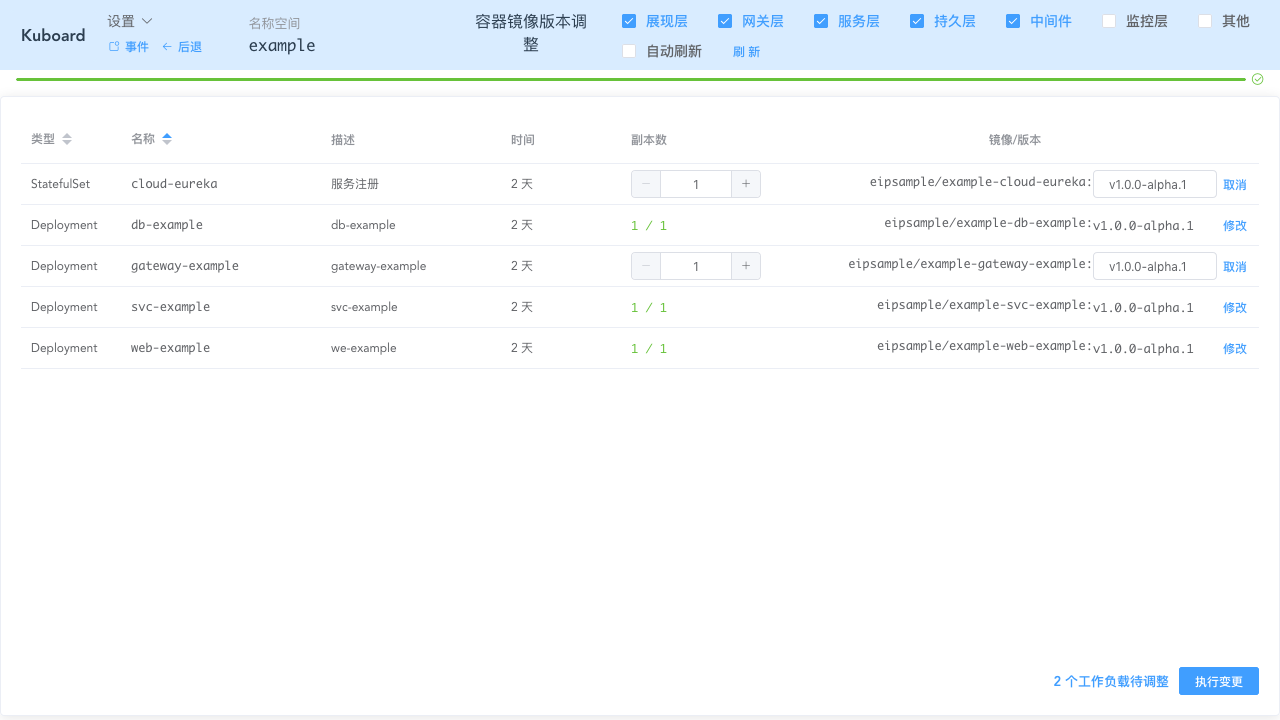 Kuboard
设置
事件 后退
名称空间
example
容器镜像版本调
整
展现层 网关层 服务层 持久层 中间件 监控层 其他
自动刷新 刷 新
类型 名称 描述 时间 副本数 镜像/版本
StatefulSet cloud-eureka 服务注册 2 天 − 1 + eipsample/example-cloud-eureka: v1.0.0-alpha.1 取消
Deployment db-example db-example 2 天 1 / 1 eipsample/example-db-example:v1.0.0-alpha.1 修改
Deployment gateway-example gateway-example 2 天 − 1 + eipsample/example-gateway-example: v1.0.0-alpha.1 取消
Deployment svc-example svc-example 2 天 1 / 1 eipsample/example-svc-example:v1.0.0-alpha.1 修改
Deployment web-example we-example 2 天 1 / 1 eipsample/example-web-example:v1.0.0-alpha.1 修改
2 个工作负载待调整 执行变更